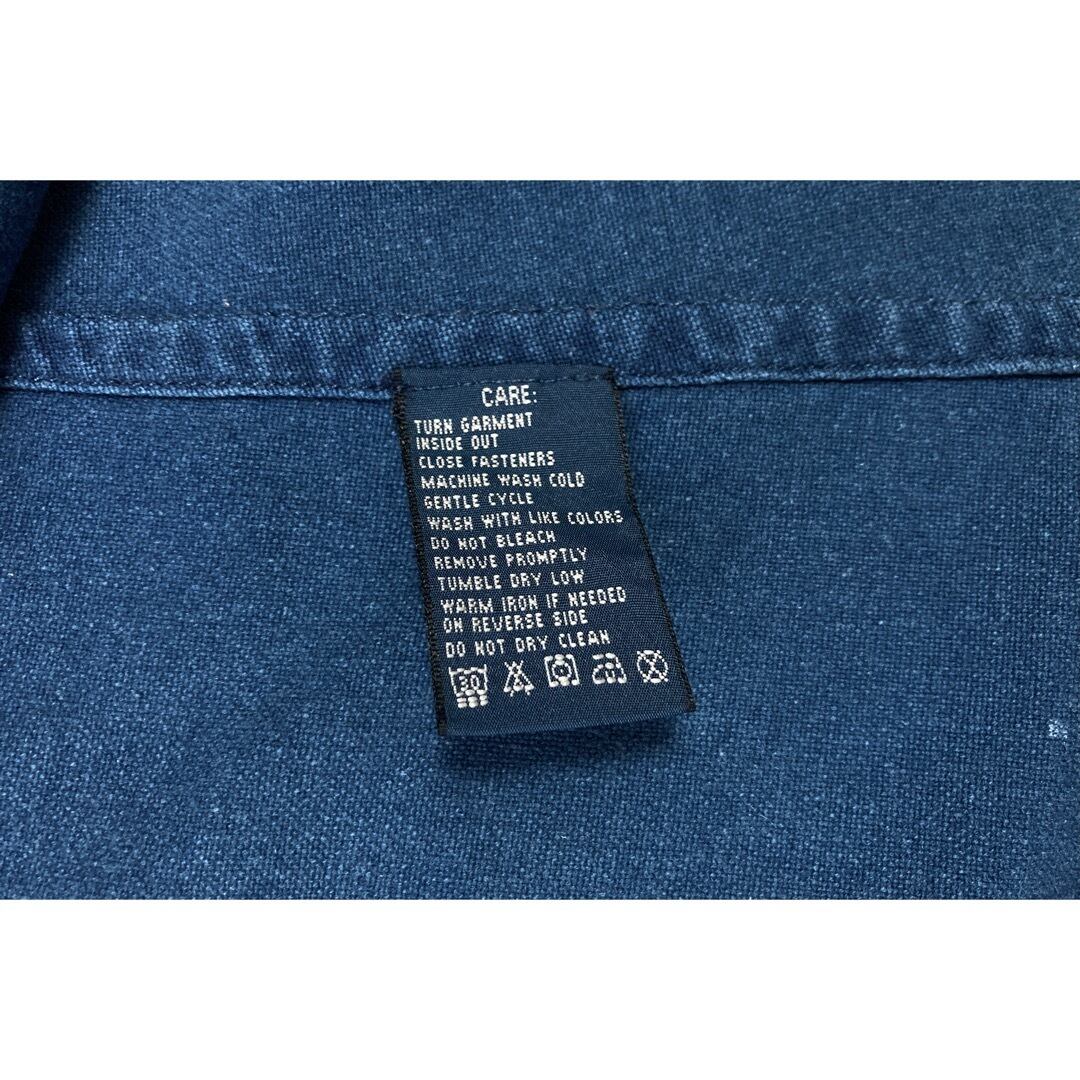 CARE:
TURN GARMENT
INSIDE OUT
CLOSE FASTENERS
MACHINE WASH COLD
GENTLE CYCLE
WASH WITH LIKE COLORS
DO NOT BLEACH
REMOVE PROMPTLY
TUMBLE DRY LOW
WARM IRON IF NEEDED
ON REVERSE SIDE
DO NOT DRY CLEAN
30